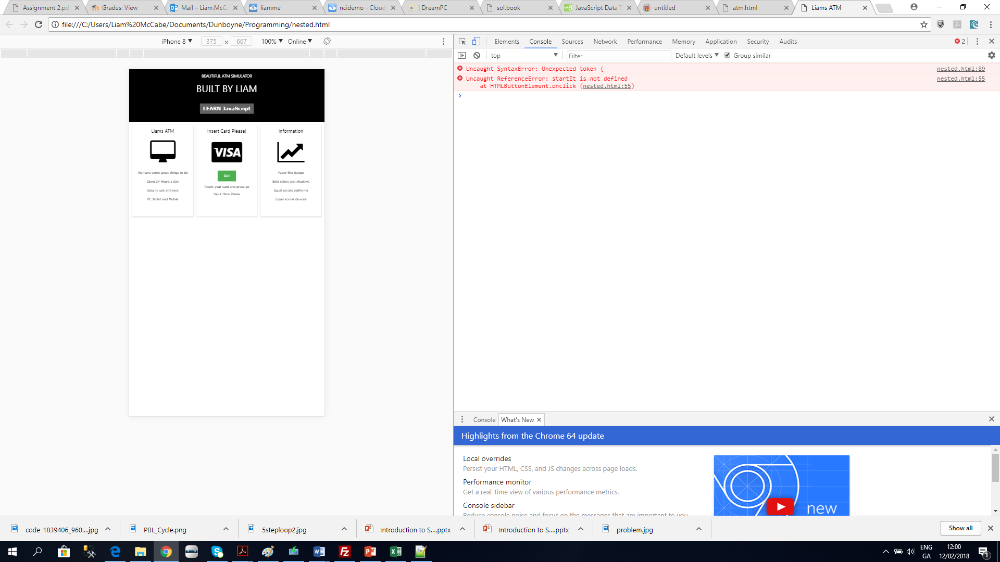 Assignment 2.pd
Grades: View
Mail – Liam.McCa
liamme
ncidemo - Cloud
| DreamPC
sol.book
JavaScript Data T
untitled
atm.html
Liams ATM
file:///C:/Users/Liam%20McCabe/Documents/Dunboyne/Programming/nested.html
iPhone 8 ▼ 375 x 667 100% ▼ Online ▼
Elements Console Sources Network Performance Memory Application Security Audits 2
top ▼ Filter Default levels ▼ Group similar
Uncaught SyntaxError: Unexpected token { nested.html:89
Uncaught ReferenceError: startIt is not defined nested.html:55
at HTMLButtonElement.onclick (nested.html:55)
BEAUTIFUL ATM SIMULATOR
BUILT BY LIAM
LEARN JavaScript
Liams ATM
We have some great things to do
Open 24 Hours a day
Easy to use and nice
PC Tablet and Mobile
Insert Card Please!
VISA
Go!
Insert your card and press go
Input Here Please
Information
Paper like design
Bold colors and shadows
Equal across platforms
Equal across devices
Console What's New
Highlights from the Chrome 64 update
Local overrides
Persist your HTML, CSS, and JS changes across page loads.
Performance monitor
Get a real-time view of various performance metrics.
Console sidebar
Reduce console noise and focus on the messages that are important to you.
new
code-1839406_960....jpg
PBL_Cycle.png
5steploop2.jpg
Introduction to S....pptx
Introduction to S....pptx
problem.jpg
Show all
ENG
GA
12:00
12/02/2018
1